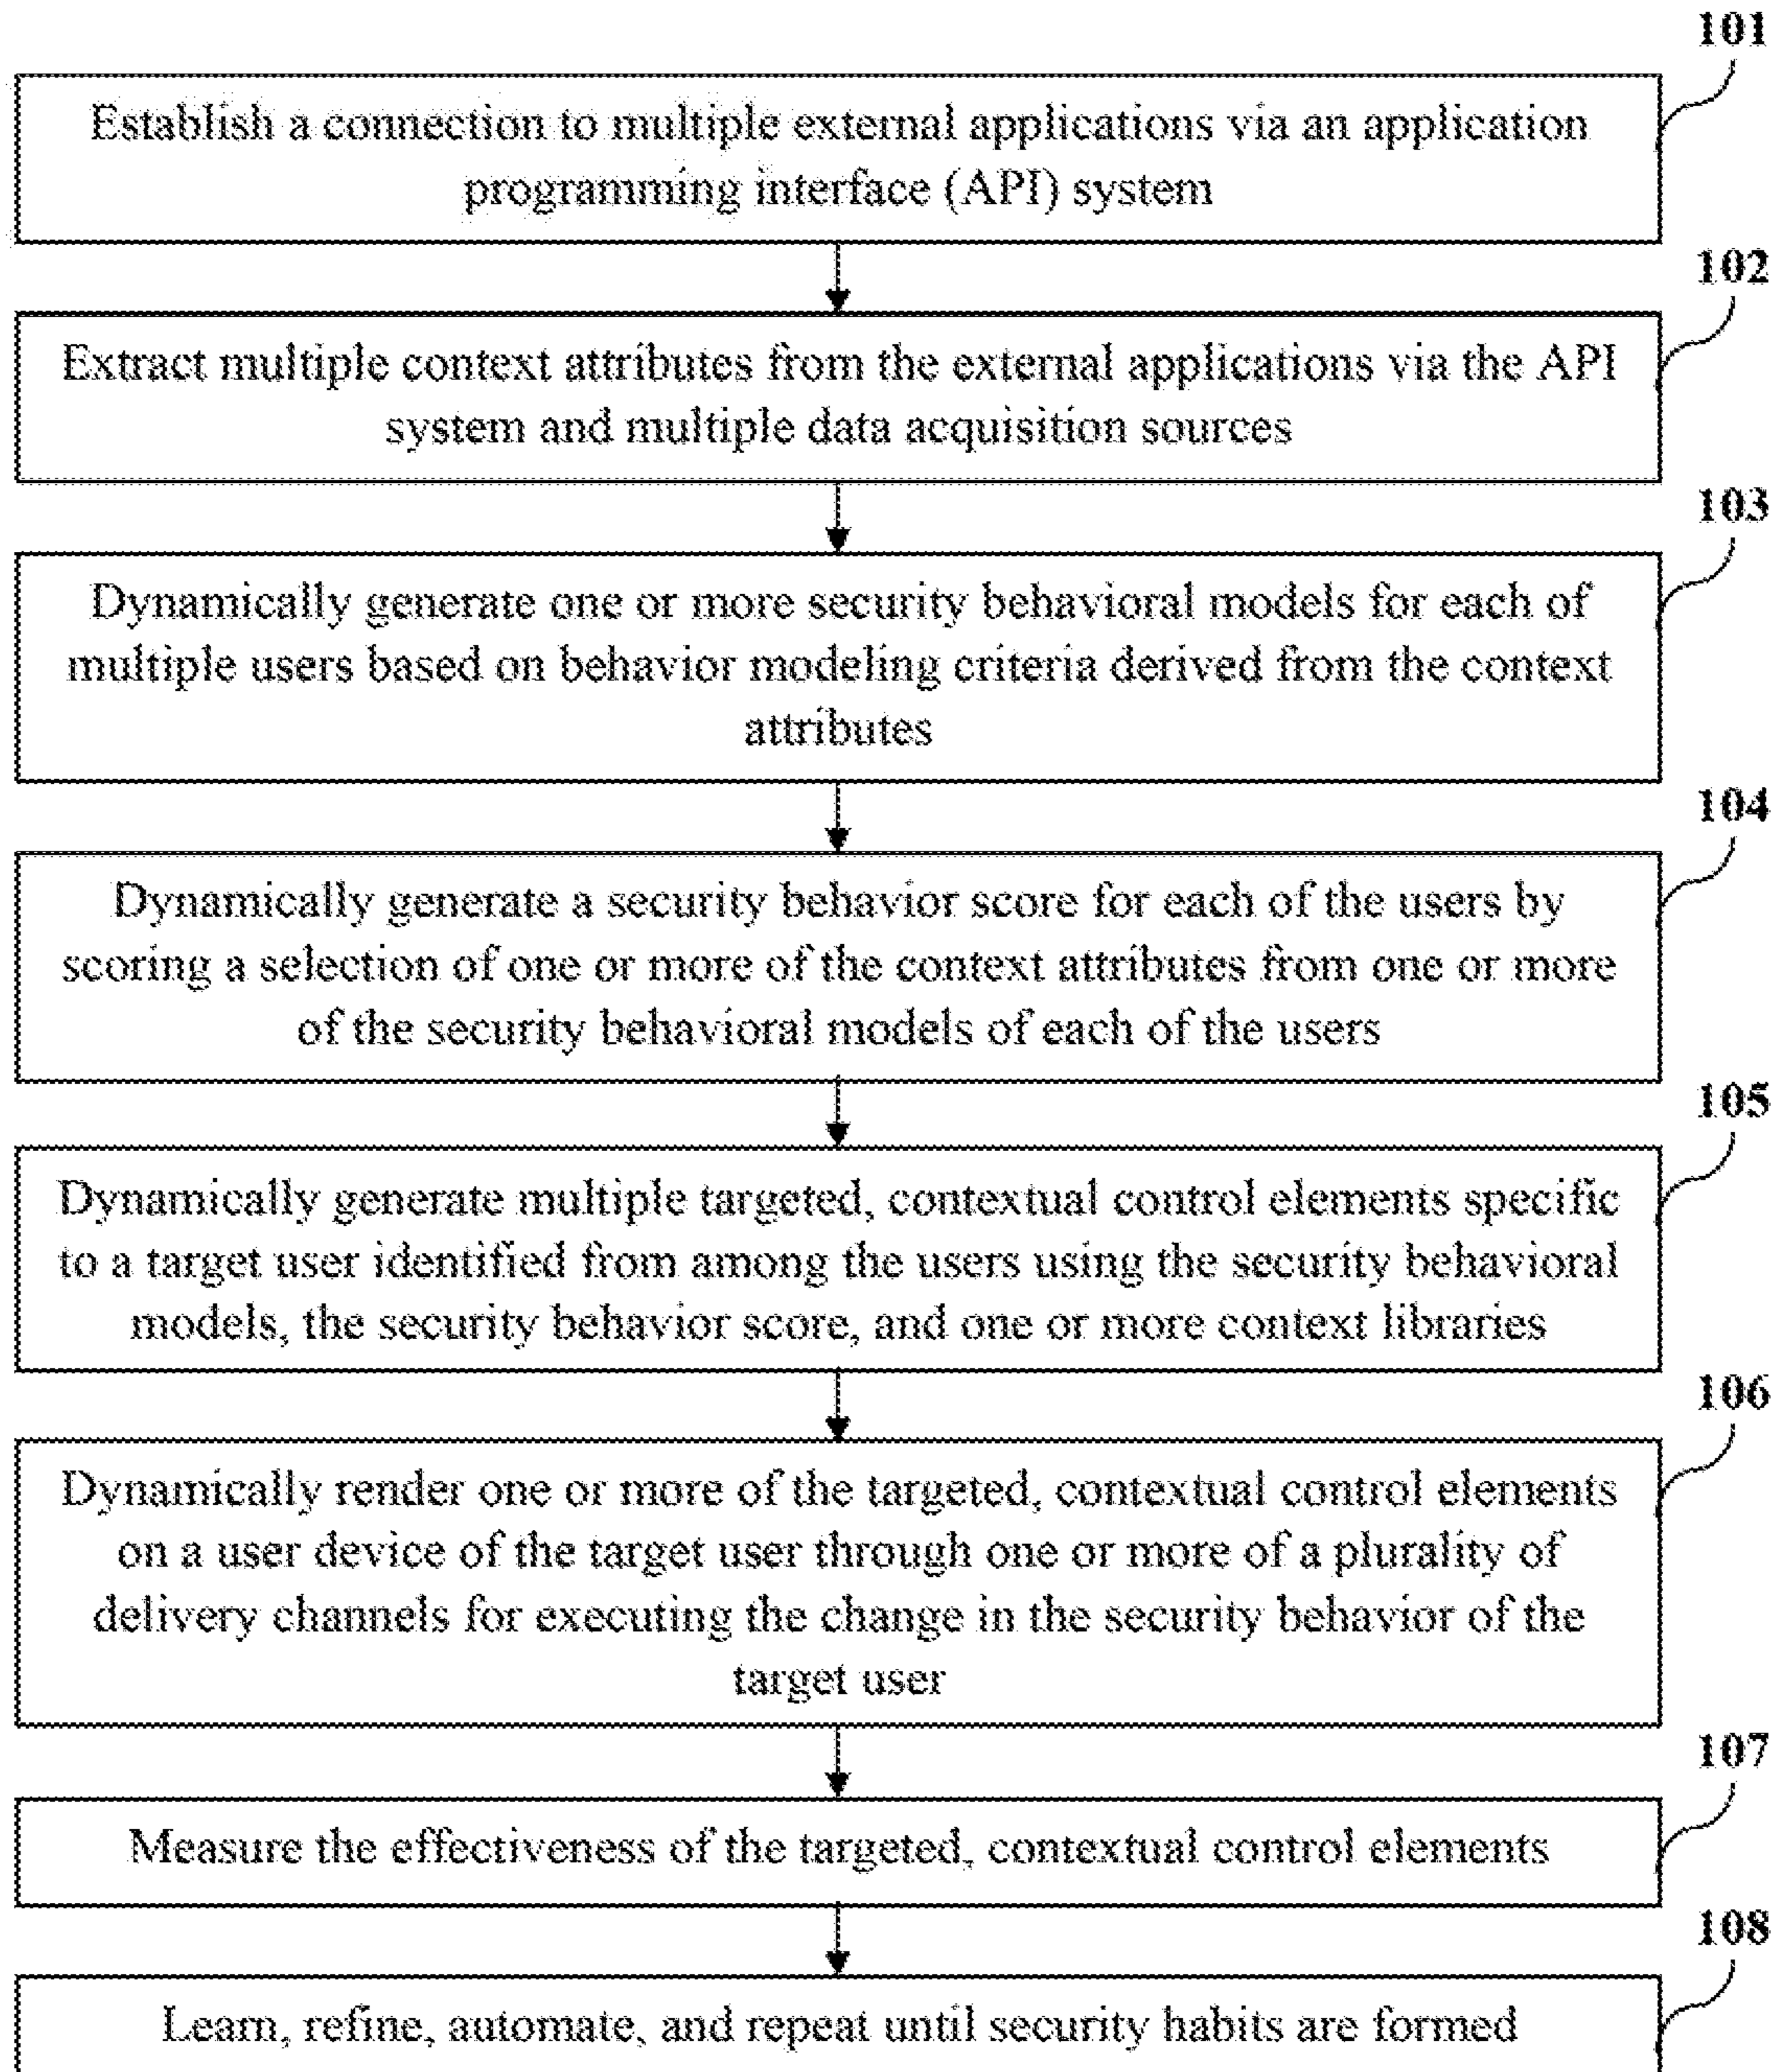 101
Establish a connection to multiple external applications via an application
programming interface (API) system
102
Extract multiple context attributes from the external applications via the API
system and multiple data acquisition sources
103
Dynamically generate one or more security behavioral models for each of
multiple users based on behavior modeling criteria derived from the context
attributes
104
Dynamically generate a security behavior score for each of the users by
scoring a selection of one or more of the context attributes from one or more
of the security behavioral models of each of the users
105
Dynamically generate multiple targeted, contextual control elements specific
to a target user identified from among the users using the security behavioral
models, the security behavior score, and one or more context libraries
106
Dynamically render one or more of the targeted, contextual control elements
on a user device of the target user through one or more of a plurality of
delivery channels for executing the change in the security behavior of the
target user
107
Measure the effectiveness of the targeted, contextual control elements
108
Learn, refine, automate, and repeat until security habits are formed